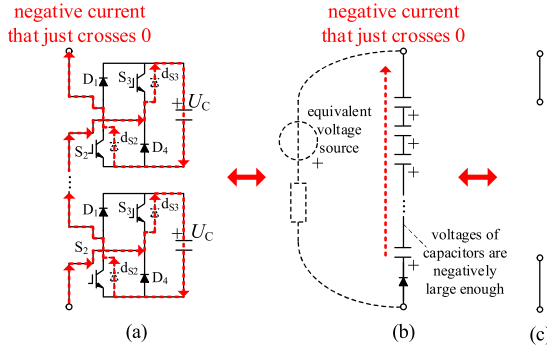 negative current
that just crosses 0
D1
S3
dS3
+
UC
S2
dS2
D4
D1
S3
dS3
+
UC
S2
dS2
D4
(a)
negative current
that just crosses 0
equivalent
voltage
source
+
+
+
+
+
voltages of
capacitors are
negatively
large enough
(b)
(c)